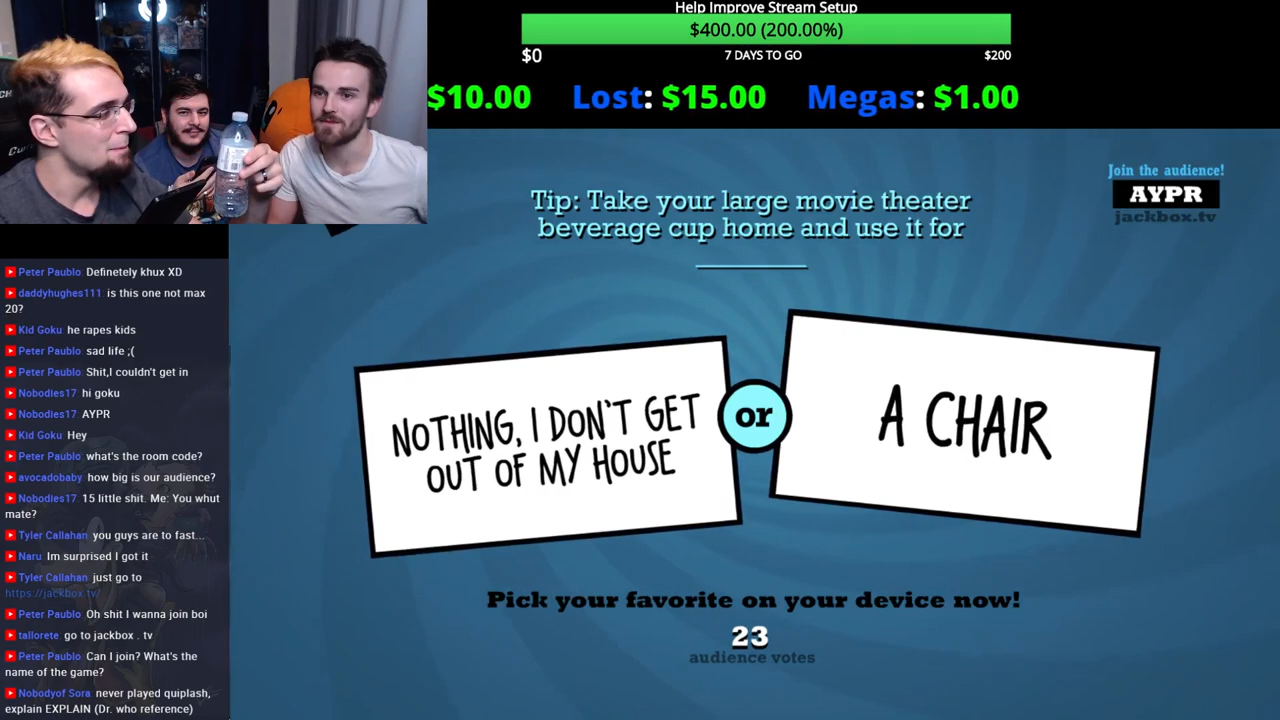 Help Improve Stream Setup
$400.00 (200.00%)
$0
7 DAYS TO GO
$200
$10.00 Lost: $15.00 Megas: $1.00
Join the audience!
AYPR
jackbox.tv
Tip: Take your large movie theater
beverage cup home and use it for
NOTHING, I DON'T GET
OUT OF MY HOUSE
or
A CHAIR
Pick your favorite on your device now!
23
audience votes
Peter Paublo Definetely khux XD
daddyhughes111 is this one not max
20?
Kid Goku he rapes kids
Peter Paublo sad life ;(
Peter Paublo Shit,I couldn't get in
Nobodies17 hi goku
Nobodies17 AYPR
Kid Goku Hey
Peter Paublo what's the room code?
avocadobaby how big is our audience?
Nobodies17 15 little shit. Me: You whut
mate?
Tyler Callahan you guys are to fast...
Naru Im surprised I got it
Tyler Callahan just go to
https://jackbox.tv/
Peter Paublo Oh shit I wanna join boi
tallorete go to jackbox . tv
Peter Paublo Can I join? What's the
name of the game?
NobodyofSora never played quiplash,
explain EXPLAIN (Dr. who reference)